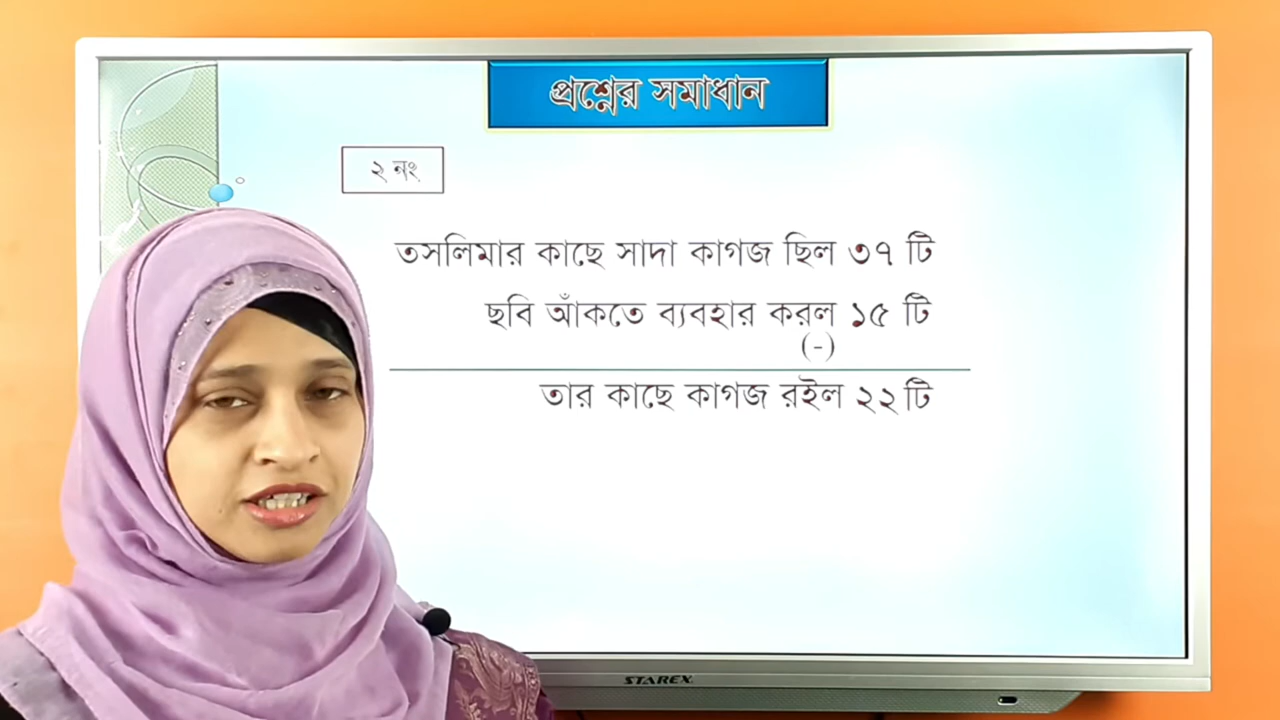 প্রশ্নের সমাধান
২ নং
তসলিমার কাছে সাদা কাগজ ছিল ৩৭ টি
ছবি আঁকতে ব্যবহার করল ১৫ টি
(-)
তার কাছে কাগজ রইল ২২ টি
STAREX